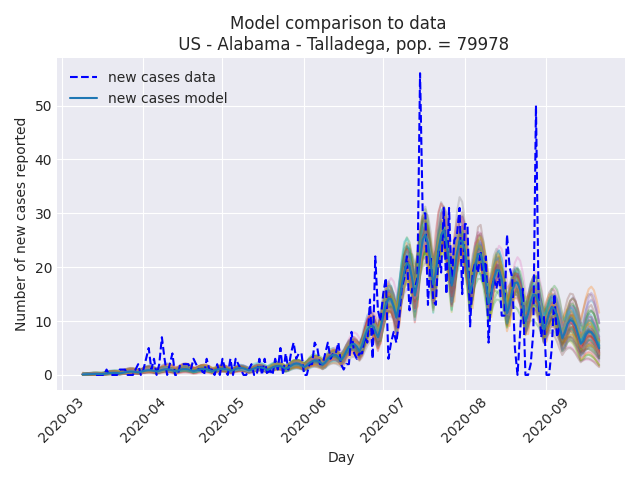 Model comparison to data
US - Alabama - Talladega, pop. = 79978
new cases data
new cases model
Number of new cases reported
50
40
30
20
10
0
2020-03
2020-04
2020-05
2020-06
2020-07
2020-08
2020-09
Day